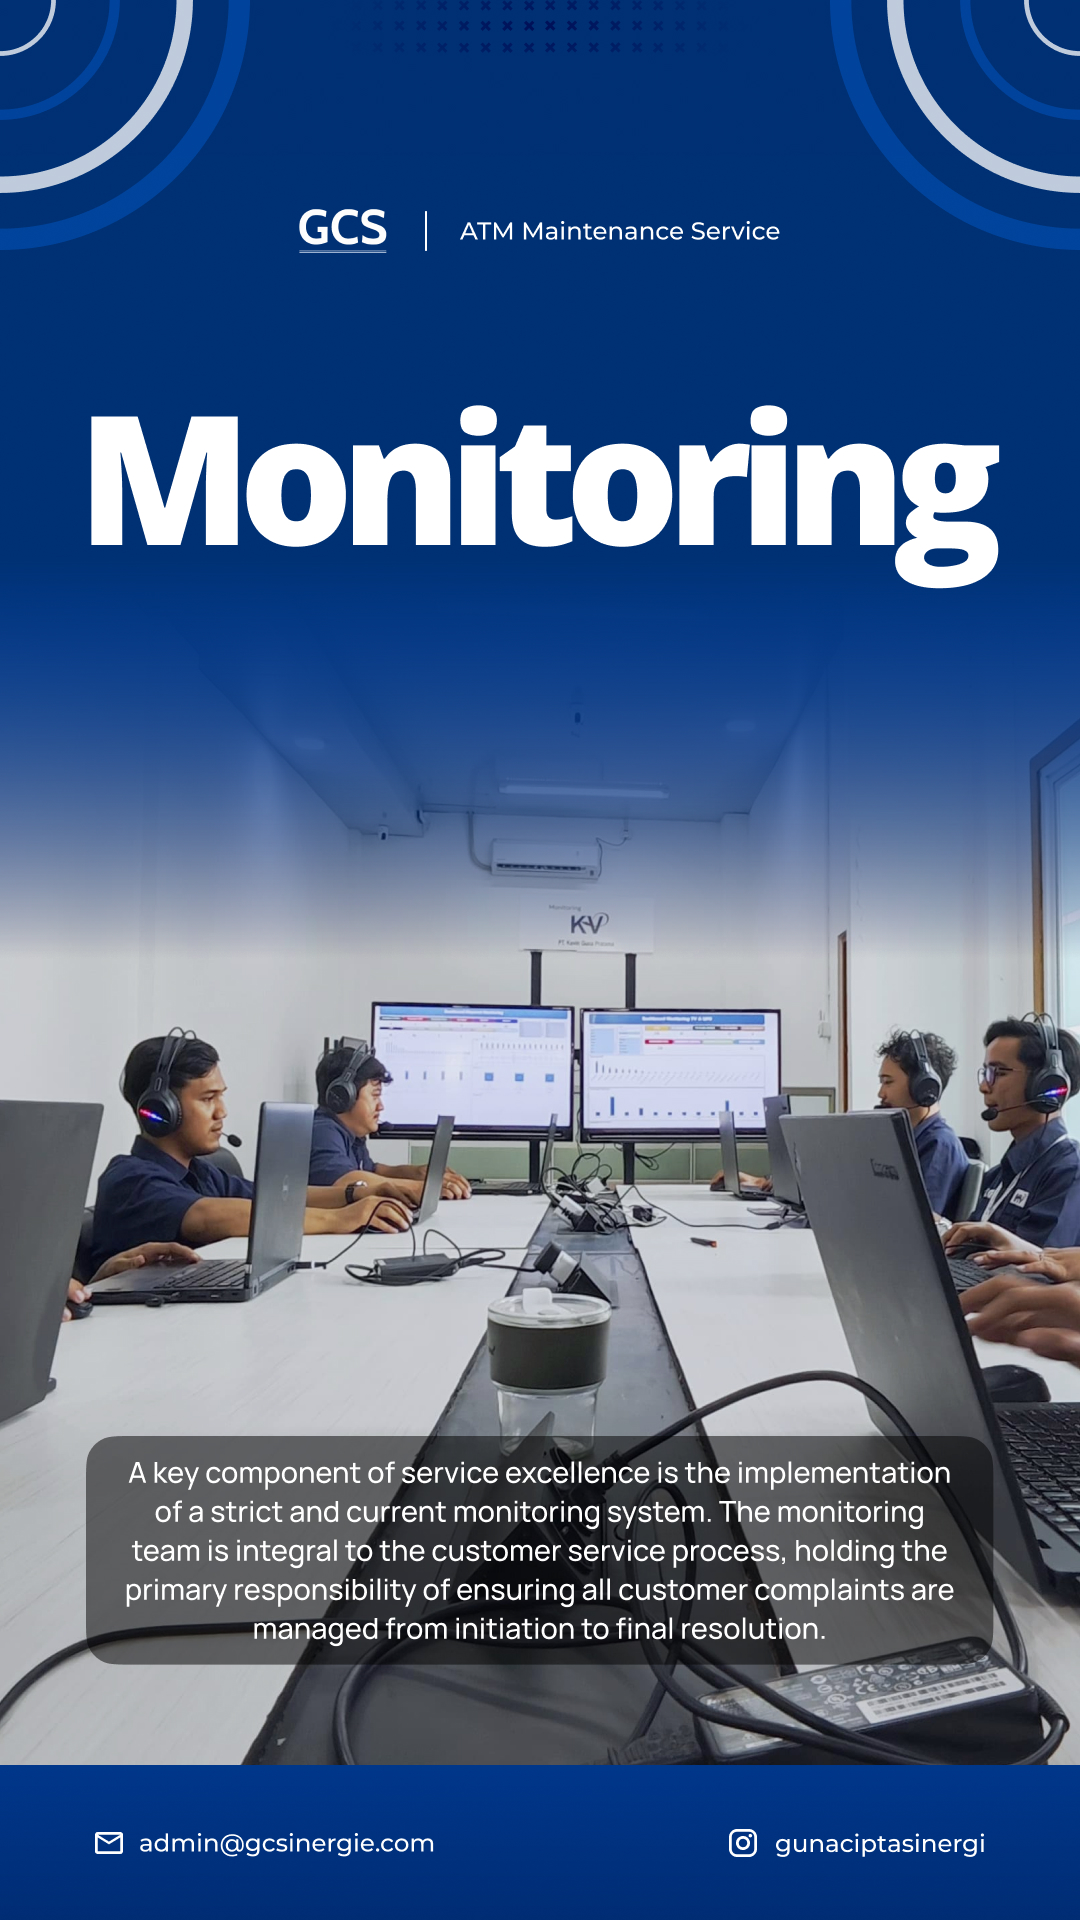 GCS
ATM Maintenance Service
Monitoring
Monitoring
KV
A key component of service excellence is the implementation
of a strict and current monitoring system. The monitoring
team is integral to the customer service process, holding the
primary responsibility of ensuring all customer complaints are
managed from initiation to final resolution.
admin@gcsinergie.com
gunaciptasinergi